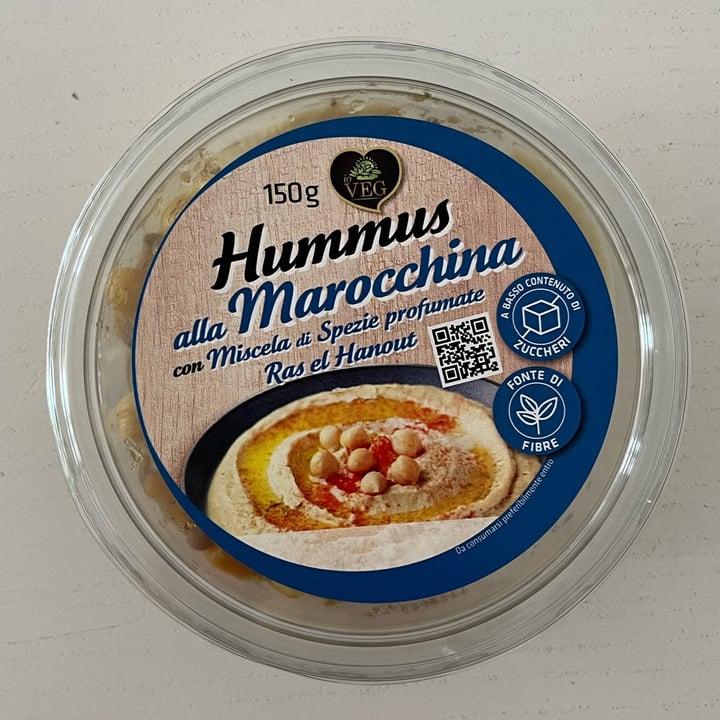 150g
io
VEG
Hummus
alla Marocchina
con Miscela di Spezie profumate
Ras el Hanout
A BASSO CONTENUTO DI
ZUCCHERI
FONTE DI
FIBRE
Da consumarsi preferibilmente entro